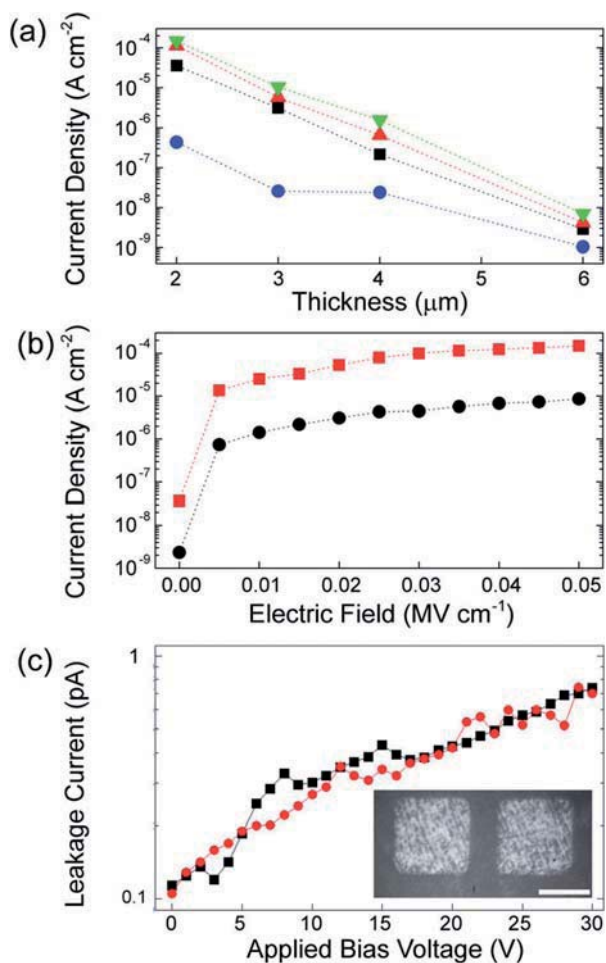 (a)
Current Density (A cm⁻²)
10⁻⁴
10⁻⁵
10⁻⁶
10⁻⁷
10⁻⁸
10⁻⁹
2 3 4 5 6
Thickness (μm)
(b)
Current Density (A cm⁻²)
10⁻⁴
10⁻⁵
10⁻⁶
10⁻⁷
10⁻⁸
10⁻⁹
0.00 0.01 0.02 0.03 0.04 0.05
Electric Field (MV cm⁻¹)
(c)
Leakage Current (pA)
1
0.1
0 5 10 15 20 25 30
Applied Bias Voltage (V)